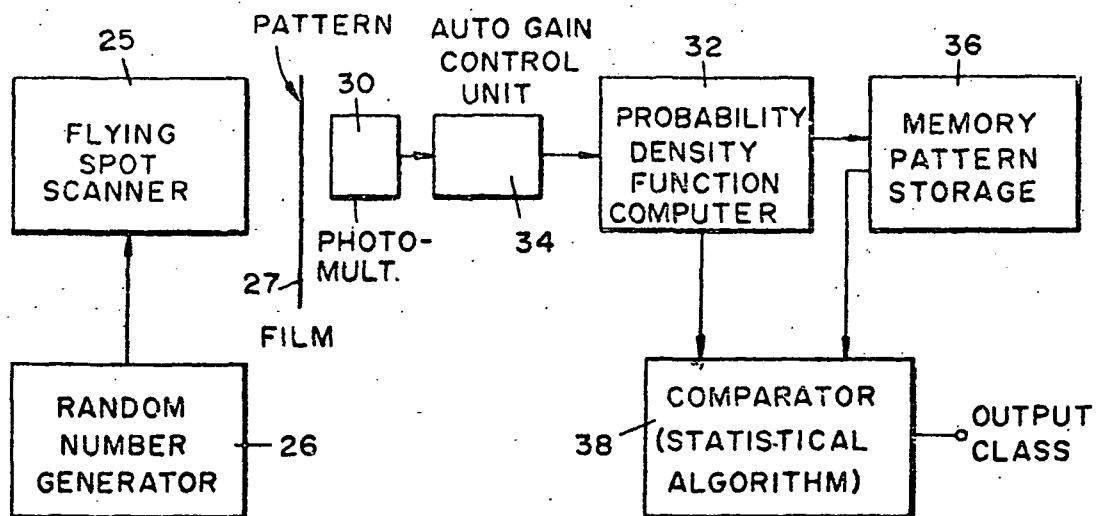 25
FLYING
SPOT
SCANNER
PATTERN
27
FILM
30
PHOTO-
MULT.
AUTO GAIN
CONTROL
UNIT
34
32
PROBABILITY
DENSITY
FUNCTION
COMPUTER
36
MEMORY
PATTERN
STORAGE
RANDOM
NUMBER
GENERATOR
26
38
COMPARATOR
(STATISTICAL
ALGORITHM)
OUTPUT
CLASS